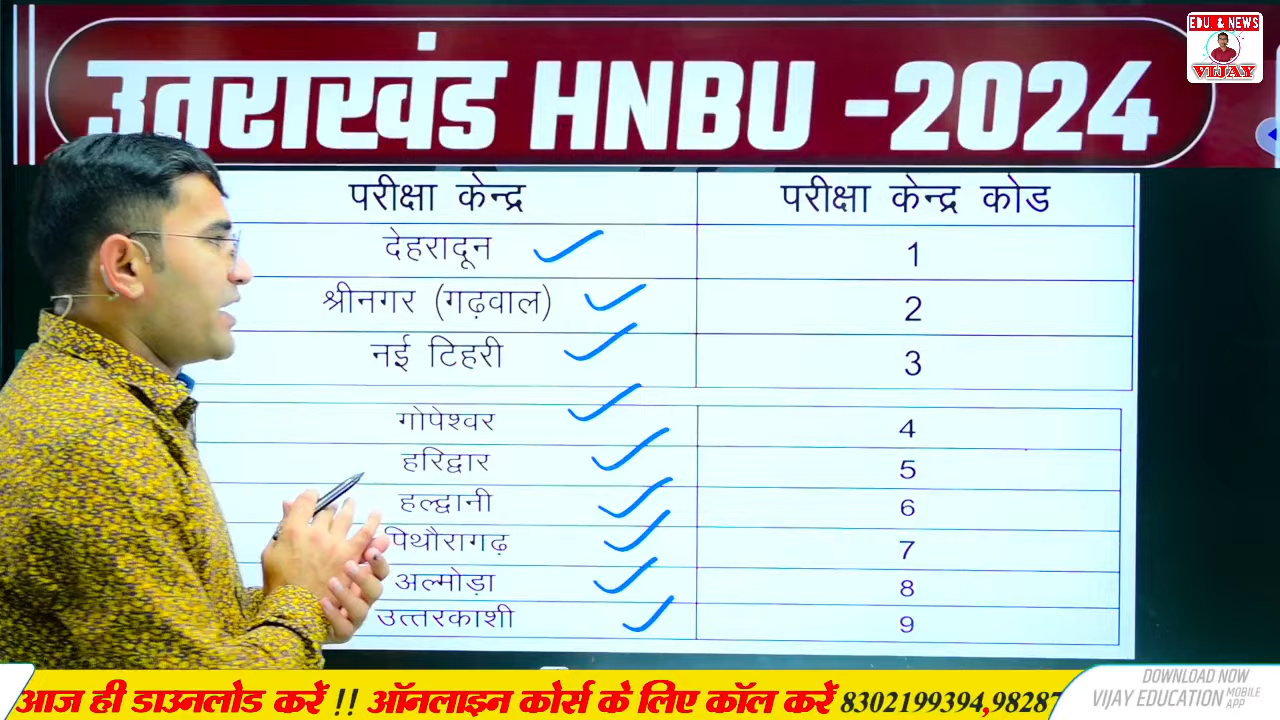 EDU. & NEWS
VIJAY
उतराखंड HNBU -2024
परीक्षा केन्द्र परीक्षा केन्द्र कोड
देहरादून 1
श्रीनगर (गढ़वाल) 2
नई टिहरी 3
गोपेश्वर 4
हरिद्वार 5
हल्द्वानी 6
पिथौरागढ़ 7
अल्मोड़ा 8
उत्तरकाशी 9
आज ही डाउनलोड करें !! ऑनलाइन कोर्स के लिए कॉल करें 8302199394,98287
DOWNLOAD NOW
VIJAY EDUCATION MOBILE APP